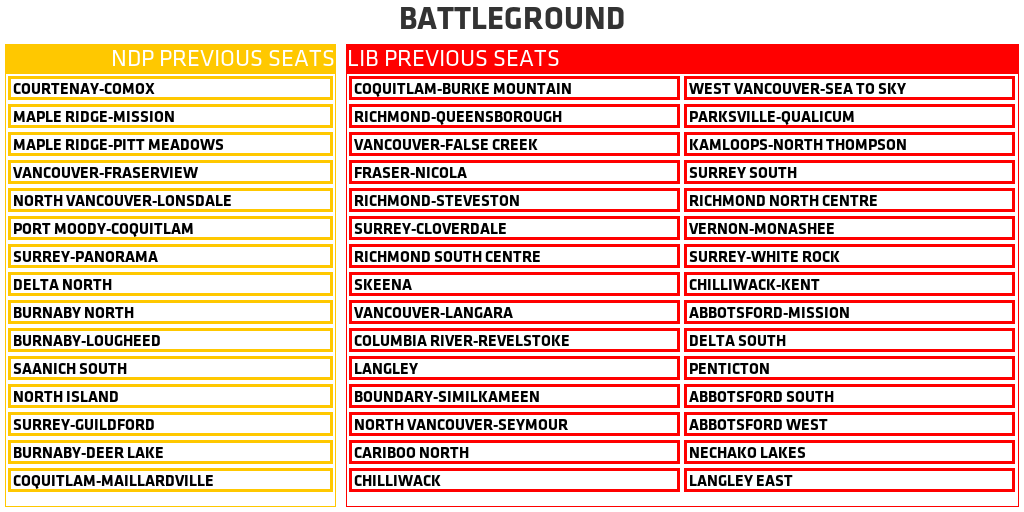 BATTLEGROUND
NDP PREVIOUS SEATS
COURTENAY-COMOX
MAPLE RIDGE-MISSION
MAPLE RIDGE-PITT MEADOWS
VANCOUVER-FRASERVIEW
NORTH VANCOUVER-LONSDALE
PORT MOODY-COQUITLAM
SURREY-PANORAMA
DELTA NORTH
BURNABY NORTH
BURNABY-LOUGHEED
SAANICH SOUTH
NORTH ISLAND
SURREY-GUILDFORD
BURNABY-DEER LAKE
COQUITLAM-MAILLARDVILLE
LIB PREVIOUS SEATS
COQUITLAM-BURKE MOUNTAIN
RICHMOND-QUEENSBOROUGH
VANCOUVER-FALSE CREEK
FRASER-NICOLA
RICHMOND-STEVESTON
SURREY-CLOVERDALE
RICHMOND SOUTH CENTRE
SKEENA
VANCOUVER-LANGARA
COLUMBIA RIVER-REVELSTOKE
LANGLEY
BOUNDARY-SIMILKAMEEN
NORTH VANCOUVER-SEYMOUR
CARIBOO NORTH
CHILLIWACK
WEST VANCOUVER-SEA TO SKY
PARKSVILLE-QUALICUM
KAMLOOPS-NORTH THOMPSON
SURREY SOUTH
RICHMOND NORTH CENTRE
VERNON-MONASHEE
SURREY-WHITE ROCK
CHILLIWACK-KENT
ABBOTSFORD-MISSION
DELTA SOUTH
PENTICTON
ABBOTSFORD SOUTH
ABBOTSFORD WEST
NECHAKO LAKES
LANGLEY EAST